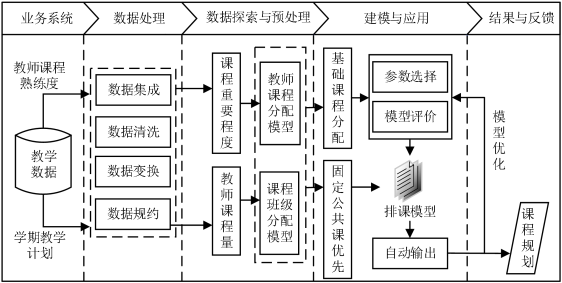 业务系统
数据处理
数据探索与预处理
建模与应用
结果与反馈
教师课程
熟练度
教学
数据
学期教学
计划
数据集成
数据清洗
数据变换
数据规约
课程重要程度
教师课程量
教师
课程
分配
模型
课程
班级
分配
模型
基础课程分配
固定公共课优先
参数选择
模型评价
排课模型
自动输出
模型优化
课程规划